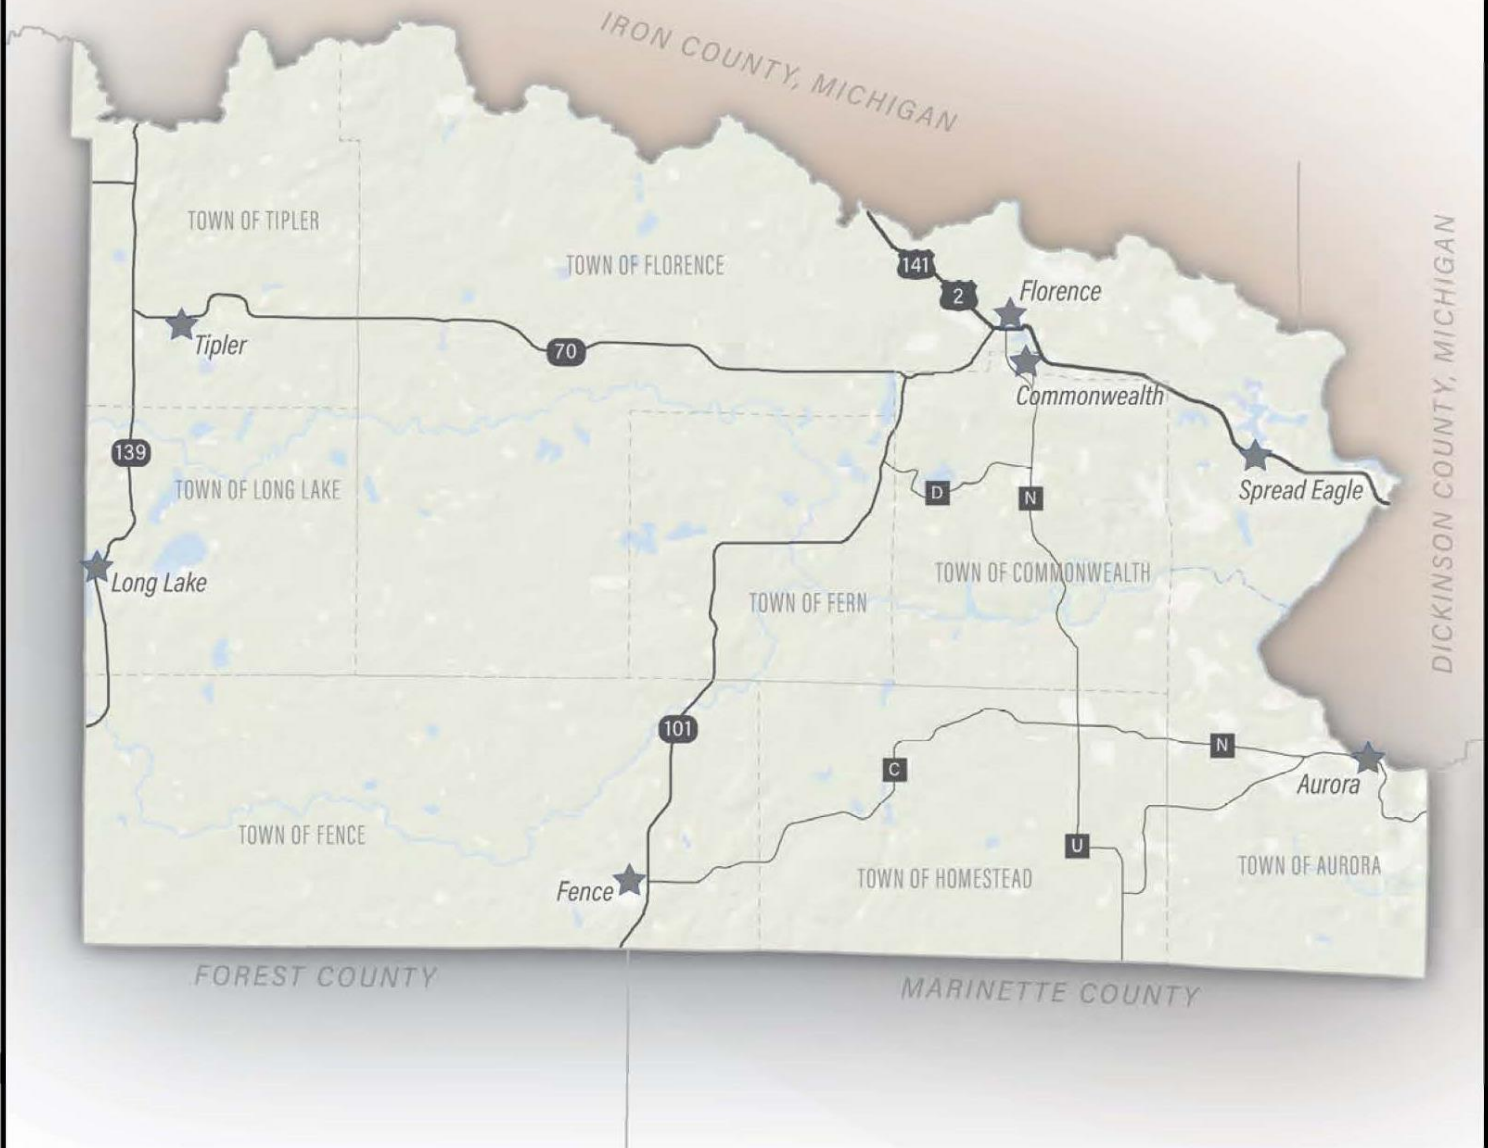 IRON COUNTY, MICHIGAN
TOWN OF TIPLER
TOWN OF FLORENCE
141
2
Florence
DICKINSON COUNTY, MICHIGAN
Tipler
70
Commonwealth
139
TOWN OF LONG LAKE
D
N
Spread Eagle
Long Lake
TOWN OF COMMONWEALTH
TOWN OF FERN
101
C
N
Aurora
TOWN OF FENCE
U
Fence
TOWN OF HOMESTEAD
TOWN OF AURORA
FOREST COUNTY
MARINETTE COUNTY